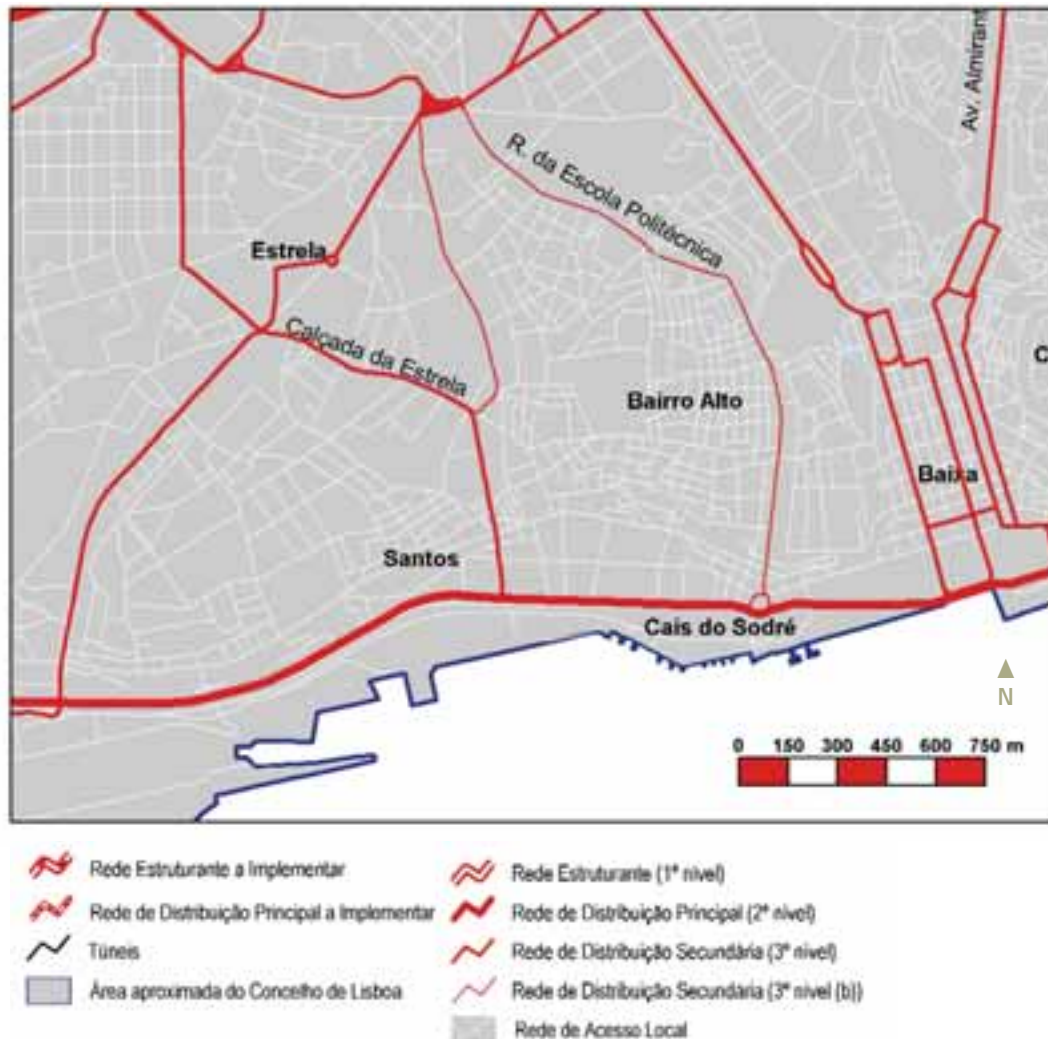 Av. Almirant
R. da Escola Politécnica
Estrela
Calçada da Estrela
Bairro Alto
C
Baixa
Santos
Cais do Sodré
N
0 150 300 450 600 750 m
Rede Estruturante a Implementar
Rede de Distribuição Principal a Implementar
Túneis
Área aproximada do Concelho de Lisboa
Rede Estruturante (1º nível)
Rede de Distribuição Principal (2º nível)
Rede de Distribuição Secundária (3º nível)
Rede de Distribuição Secundária (3º nível (b))
Rede de Acesso Local